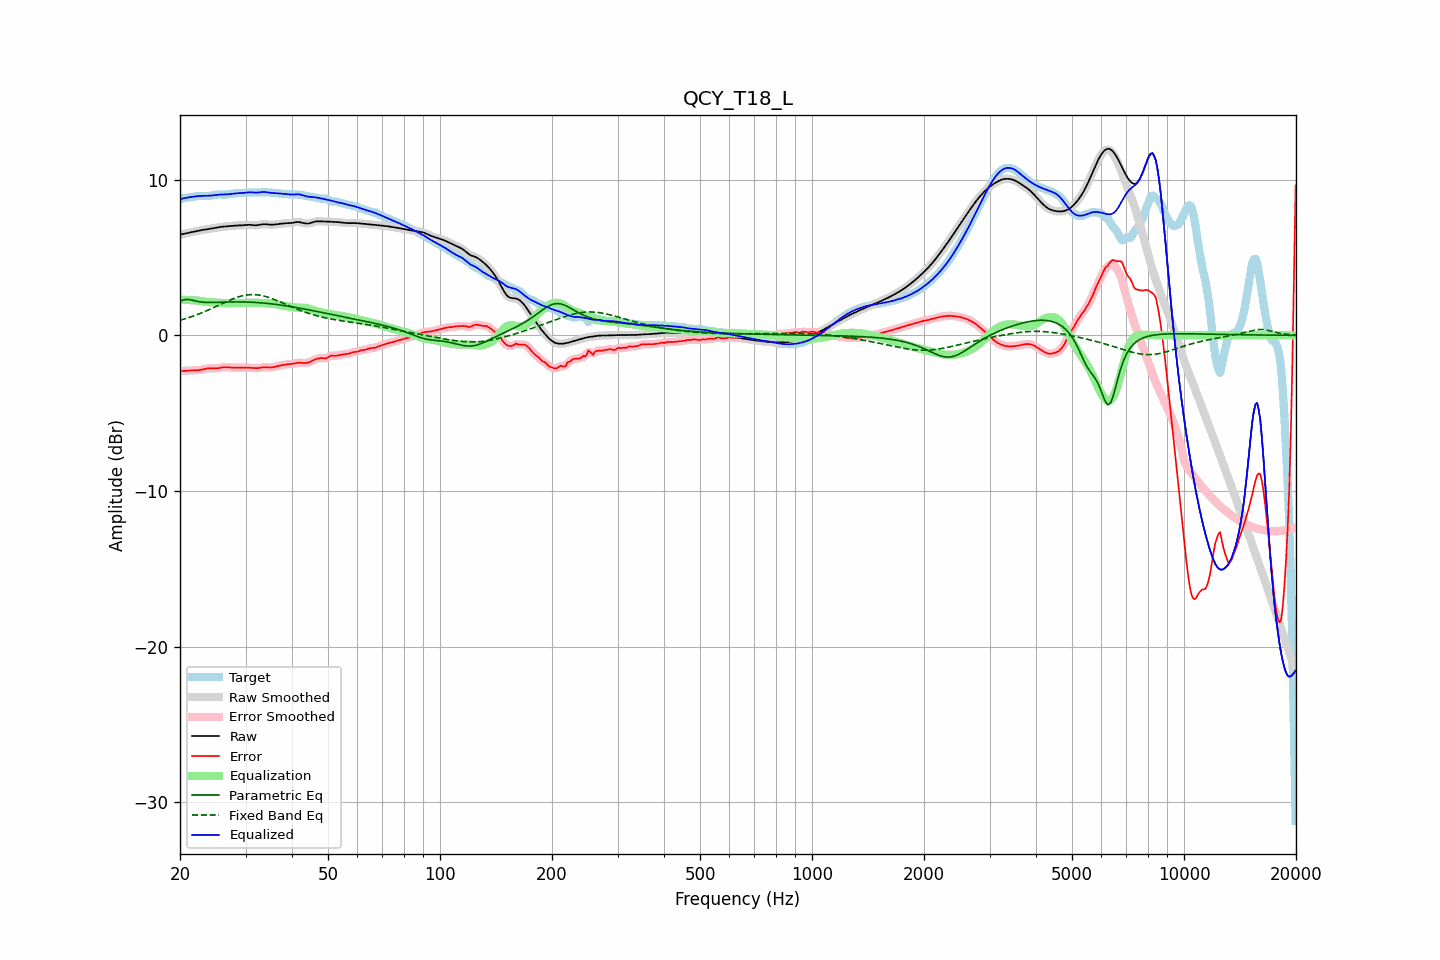 QCY_T18_L
Amplitude (dBr)
10
0
−10
−20
−30
Target
Raw Smoothed
Error Smoothed
Raw
Error
Equalization
Parametric Eq
Fixed Band Eq
Equalized
20 50 100 200 500 1000 2000 5000 10000 20000
Frequency (Hz)